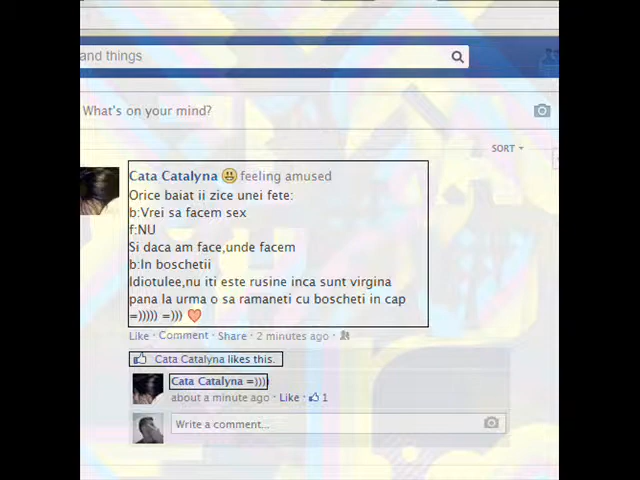 and things
What's on your mind?
SORT
Cata Catalyna feeling amused
Orice baiat ii zice unei fete:
b:Vrei sa facem sex
f:NU
Si daca am face,unde facem
b:In boschetii
Idiotulee,nu iti este rusine inca sunt virgina
pana la urma o sa ramaneti cu boscheti in cap
=))))) =)))
Like · Comment · Share · 2 minutes ago ·
Cata Catalyna likes this.
Cata Catalyna =))))
about a minute ago · Like · 1
Write a comment...